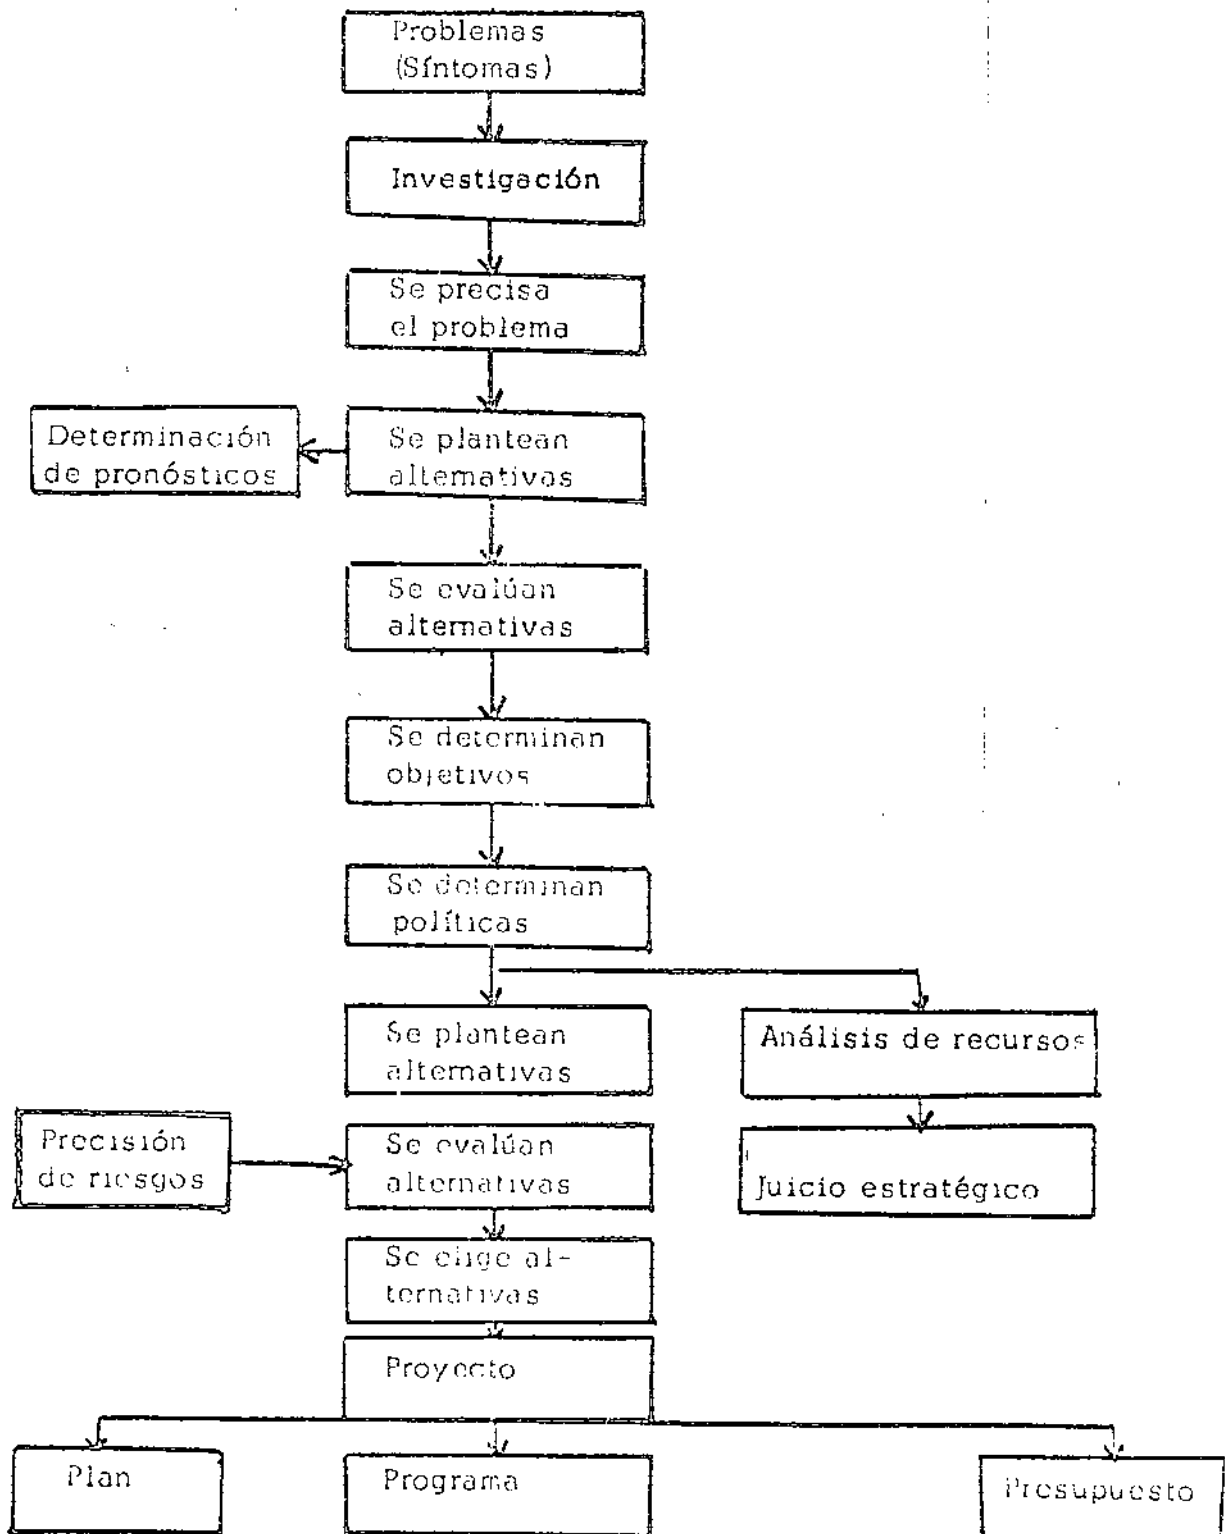 Problemas
(Síntomas)
Investigación
Se precisa
el problema
Determinación
de pronósticos
Se plantean
alternativas
Se evalúan
alternativas
Se determinan
objetivos
Se determinan
políticas
Se plantean
alternativas
Análisis de recursos
Precisión
de riesgos
Se evalúan
alternativas
Juicio estratégico
Se elige al-
ternativas
Proyecto
Plan
Programa
Presupuesto